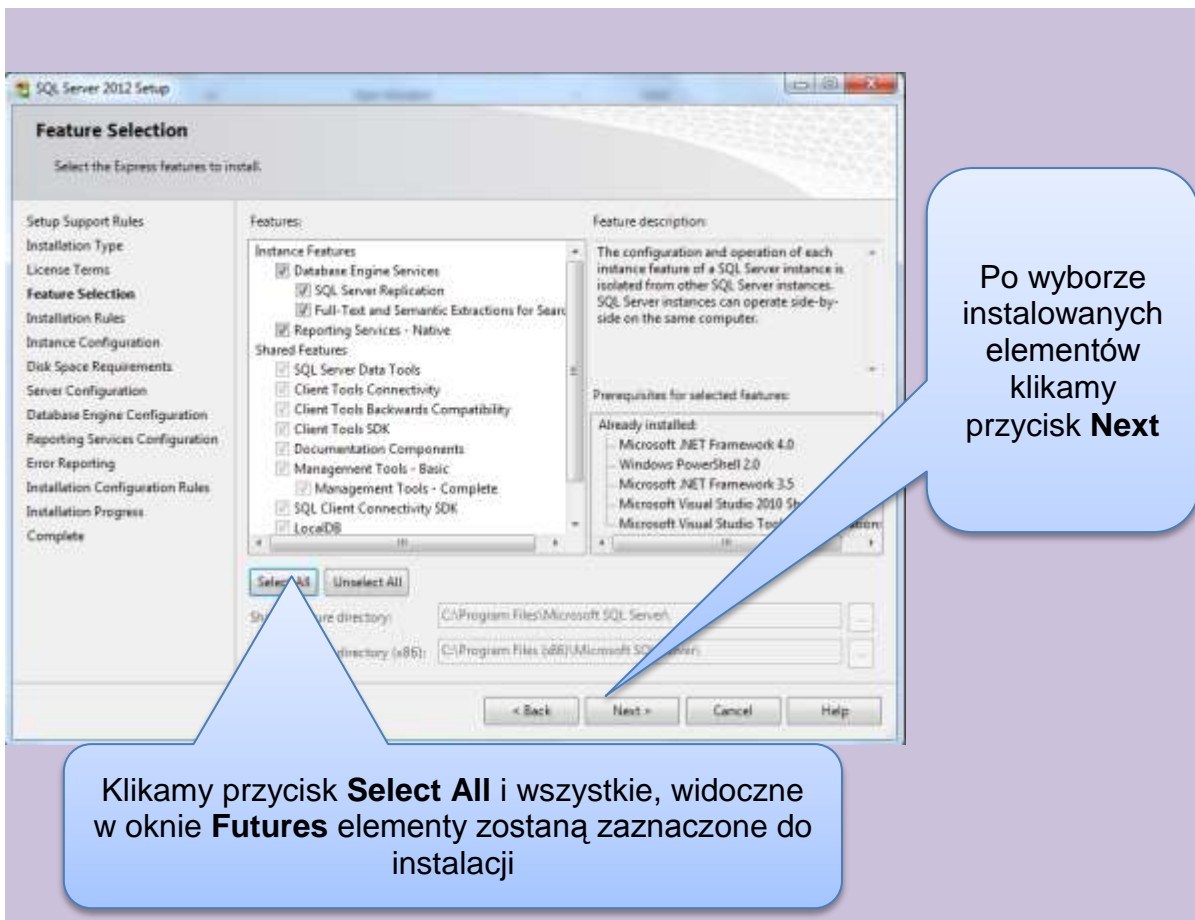 SQL Server 2012 Setup
Feature Selection
Select the Express features to install.
Setup Support Rules
Installation Type
License Terms
Feature Selection
Installation Rules
Instance Configuration
Disk Space Requirements
Server Configuration
Database Engine Configuration
Reporting Services Configuration
Error Reporting
Installation Configuration Rules
Installation Progress
Complete
Features:
Instance Features
Database Engine Services
SQL Server Replication
Full-Text and Semantic Extractions for Searc
Reporting Services - Native
Shared Features
SQL Server Data Tools
Client Tools Connectivity
Client Tools Backwards Compatibility
Client Tools SDK
Documentation Components
Management Tools - Basic
Management Tools - Complete
SQL Client Connectivity SDK
LocalDB
Feature description:
The configuration and operation of each
instance feature of a SQL Server instance is
isolated from other SQL Server instances.
SQL Server instances can operate side-by-
side on the same computer.
Prerequisites for selected features:
Already installed:
Microsoft .NET Framework 4.0
Windows PowerShell 2.0
Microsoft .NET Framework 3.5
Microsoft Visual Studio 2010
Microsoft Visual Studio
Select All Unselect All
directory: C:\Program Files\Microsoft SQL Server\
directory (x86): C:\Program Files (x86)\Microsoft
< Back Next > Cancel Help
Po wyborze
instalowanych
elementów
klikamy
przycisk Next
Klikamy przycisk Select All i wszystkie, widoczne
w oknie Futures elementy zostaną zaznaczone do
instalacji